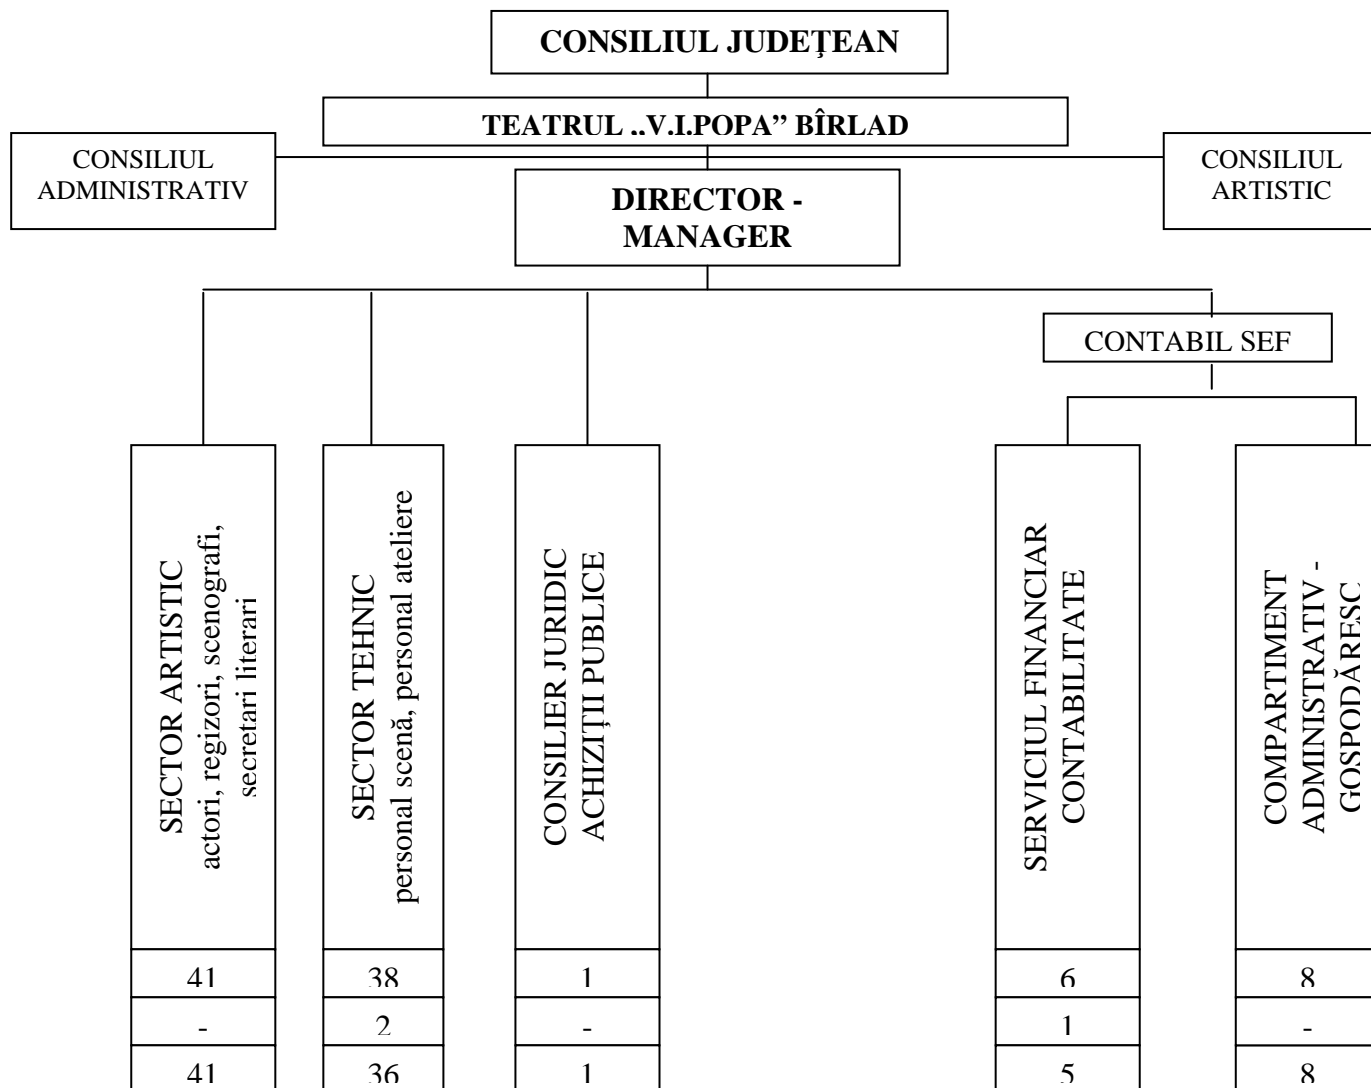 CONSILIUL JUDEŢEAN
TEATRUL „V.I.POPA” BÎRLAD
CONSILIUL
ADMINISTRATIV
CONSILIUL
ARTISTIC
DIRECTOR -
MANAGER
CONTABIL SEF
SECTOR ARTISTIC
actori, regizori, scenografi,
secretari literari
SECTOR TEHNIC
personal scenă, personal ateliere
CONSILIER JURIDIC
ACHIZIŢII PUBLICE
SERVICIUL FINANCIAR
CONTABILITATE
COMPARTIMENT
ADMINISTRATIV -
GOSPODĂRESC
41 38 1 6 8
- 2 - 1 -
41 36 1 5 8